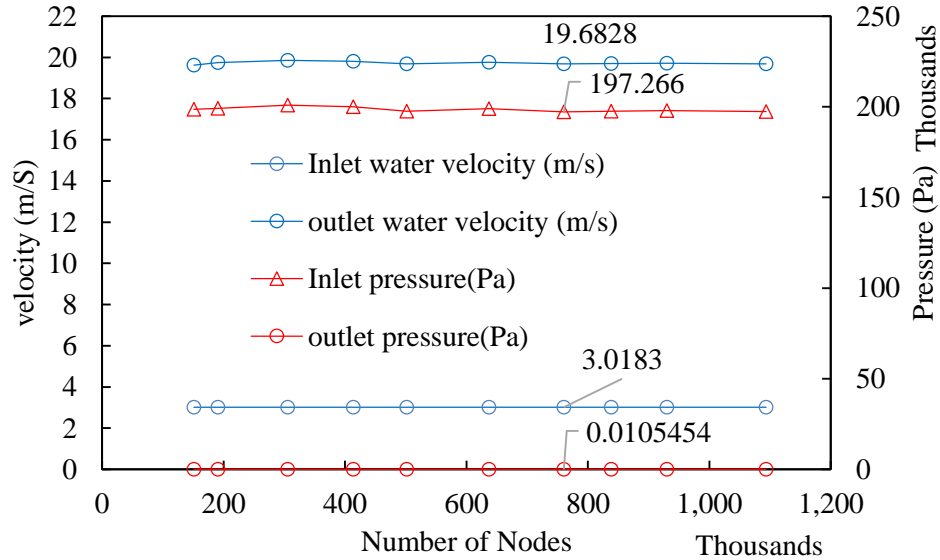 22
20
18
16
14
12
10
8
6
4
2
0
velocity (m/S)
250
200
150
100
50
0
Pressure (Pa) Thousands
19.6828
197.266
Inlet water velocity (m/s)
outlet water velocity (m/s)
Inlet pressure(Pa)
outlet pressure(Pa)
3.0183
0.0105454
0 200 400 600 800 1,000 1,200
Number of Nodes
Thousands